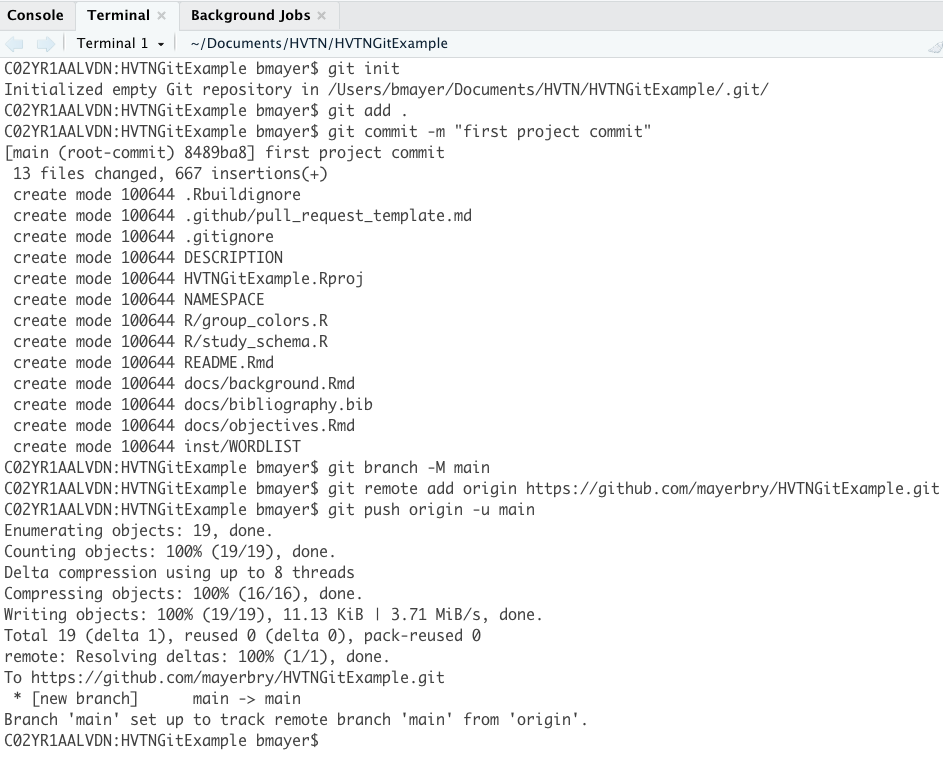 Console Terminal × Background Jobs ×
Terminal 1 ~/Documents/HVTN/HVTNGitExample
C02YR1AALVDN:HVTNGitExample bmayer$ git init
Initialized empty Git repository in /Users/bmayer/Documents/HVTN/HVTNGitExample/.git/
C02YR1AALVDN:HVTNGitExample bmayer$ git add .
C02YR1AALVDN:HVTNGitExample bmayer$ git commit -m "first project commit"
[main (root-commit) 8489ba8] first project commit
 13 files changed, 667 insertions(+)
 create mode 100644 .Rbuildignore
 create mode 100644 .github/pull_request_template.md
 create mode 100644 .gitignore
 create mode 100644 DESCRIPTION
 create mode 100644 HVTNGitExample.Rproj
 create mode 100644 NAMESPACE
 create mode 100644 R/group_colors.R
 create mode 100644 R/study_schema.R
 create mode 100644 README.Rmd
 create mode 100644 docs/background.Rmd
 create mode 100644 docs/bibliography.bib
 create mode 100644 docs/objectives.Rmd
 create mode 100644 inst/WORDLIST
C02YR1AALVDN:HVTNGitExample bmayer$ git branch -M main
C02YR1AALVDN:HVTNGitExample bmayer$ git remote add origin https://github.com/mayerbry/HVTNGitExample.git
C02YR1AALVDN:HVTNGitExample bmayer$ git push origin -u main
Enumerating objects: 19, done.
Counting objects: 100% (19/19), done.
Delta compression using up to 8 threads
Compressing objects: 100% (16/16), done.
Writing objects: 100% (19/19), 11.13 KiB | 3.71 MiB/s, done.
Total 19 (delta 1), reused 0 (delta 0), pack-reused 0
remote: Resolving deltas: 100% (1/1), done.
To https://github.com/mayerbry/HVTNGitExample.git
 * [new branch]      main -> main
Branch 'main' set up to track remote branch 'main' from 'origin'.
C02YR1AALVDN:HVTNGitExample bmayer$